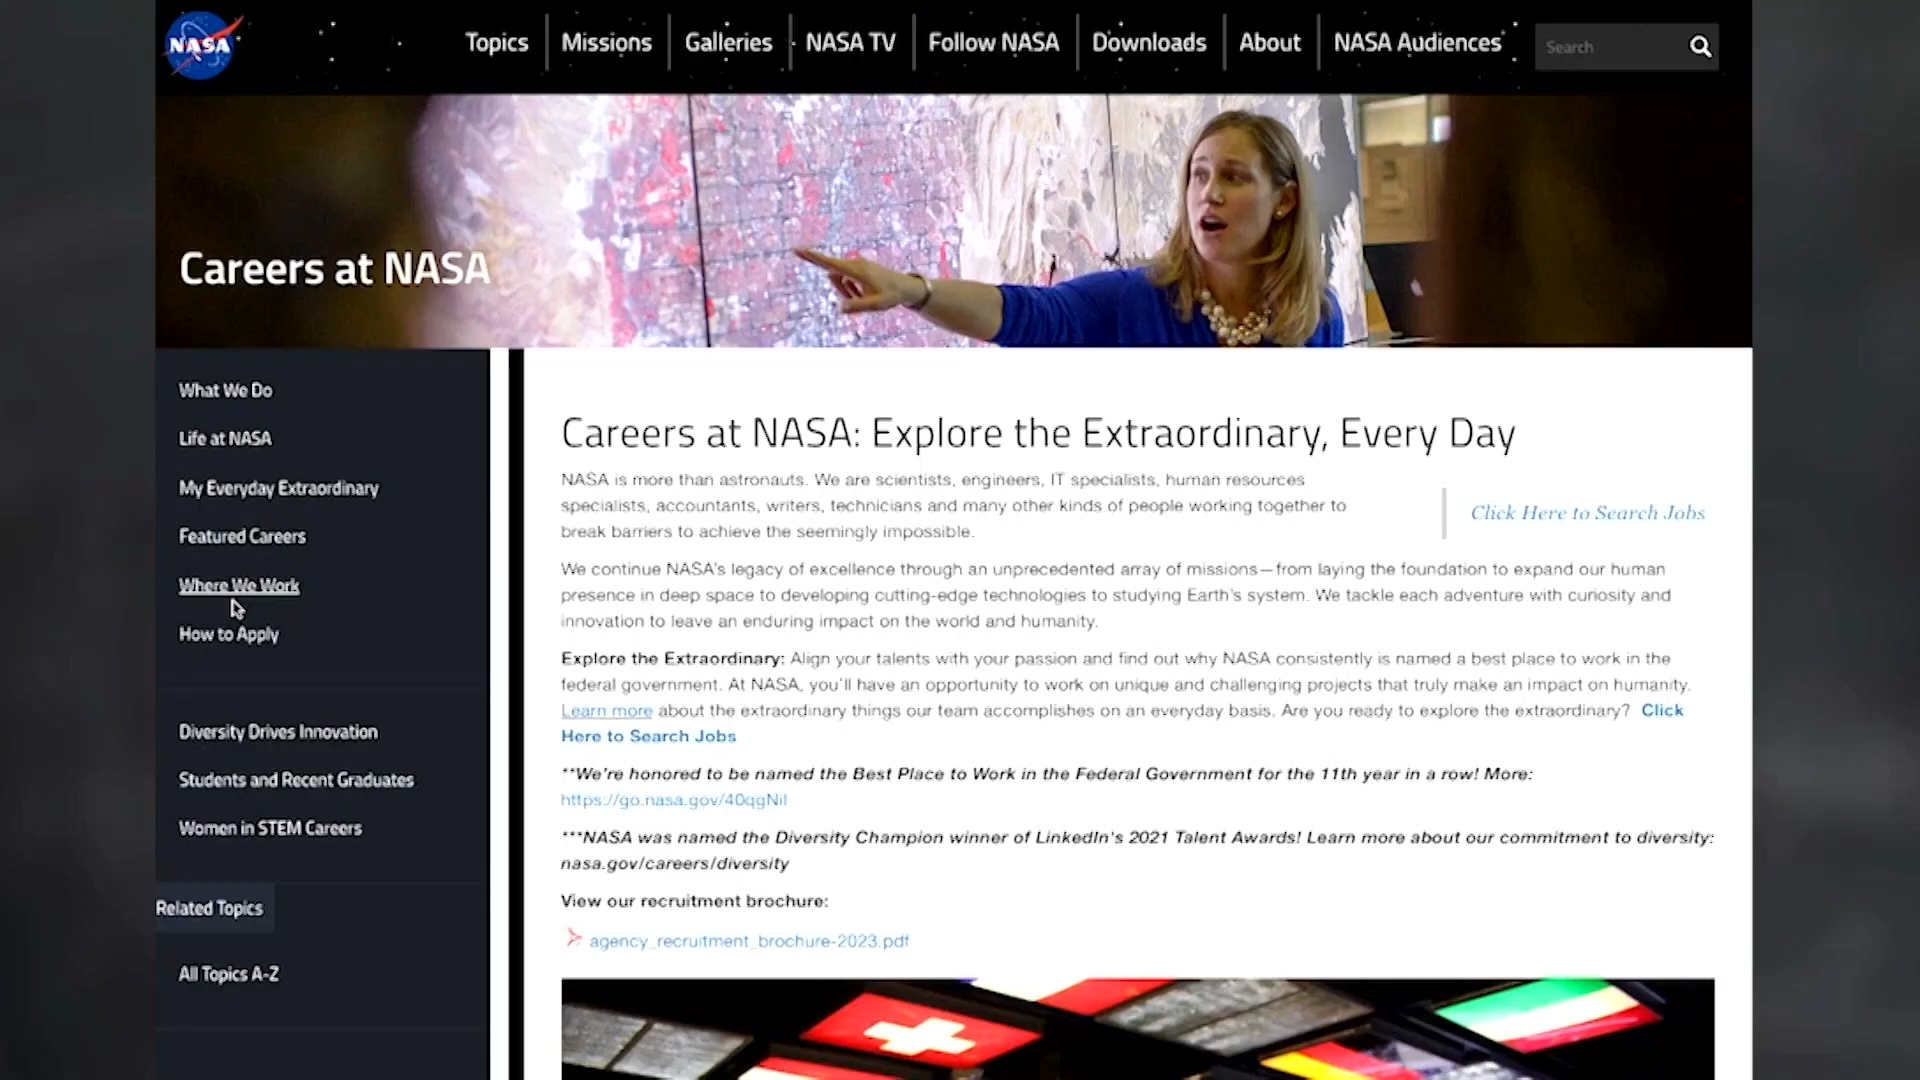 NASA
Topics
Missions
Galleries
NASA TV
Follow NASA
Downloads
About
NASA Audiences
Search
Careers at NASA
What We Do
Life at NASA
My Everyday Extraordinary
Featured Careers
Where We Work
How to Apply
Diversity Drives Innovation
Students and Recent Graduates
Women in STEM Careers
Related Topics
All Topics A-Z
Careers at NASA: Explore the Extraordinary, Every Day
NASA is more than astronauts. We are scientists, engineers, IT specialists, human resources
specialists, accountants, writers, technicians and many other kinds of people working together to
break barriers to achieve the seemingly impossible.
Click Here to Search Jobs
We continue NASA's legacy of excellence through an unprecedented array of missions—from laying the foundation to expand our human
presence in deep space to developing cutting-edge technologies to studying Earth's system. We tackle each adventure with curiosity and
innovation to leave an enduring impact on the world and humanity.
Explore the Extraordinary: Align your talents with your passion and find out why NASA consistently is named a best place to work in the
federal government. At NASA, you'll have an opportunity to work on unique and challenging projects that truly make an impact on humanity.
Learn more about the extraordinary things our team accomplishes on an everyday basis. Are you ready to explore the extraordinary? Click
Here to Search Jobs
**We're honored to be named the Best Place to Work in the Federal Government for the 11th year in a row! More:
https://go.nasa.gov/40qgNil
***NASA was named the Diversity Champion winner of LinkedIn's 2021 Talent Awards! Learn more about our commitment to diversity:
nasa.gov/careers/diversity
View our recruitment brochure:
agency_recruitment_brochure-2023.pdf